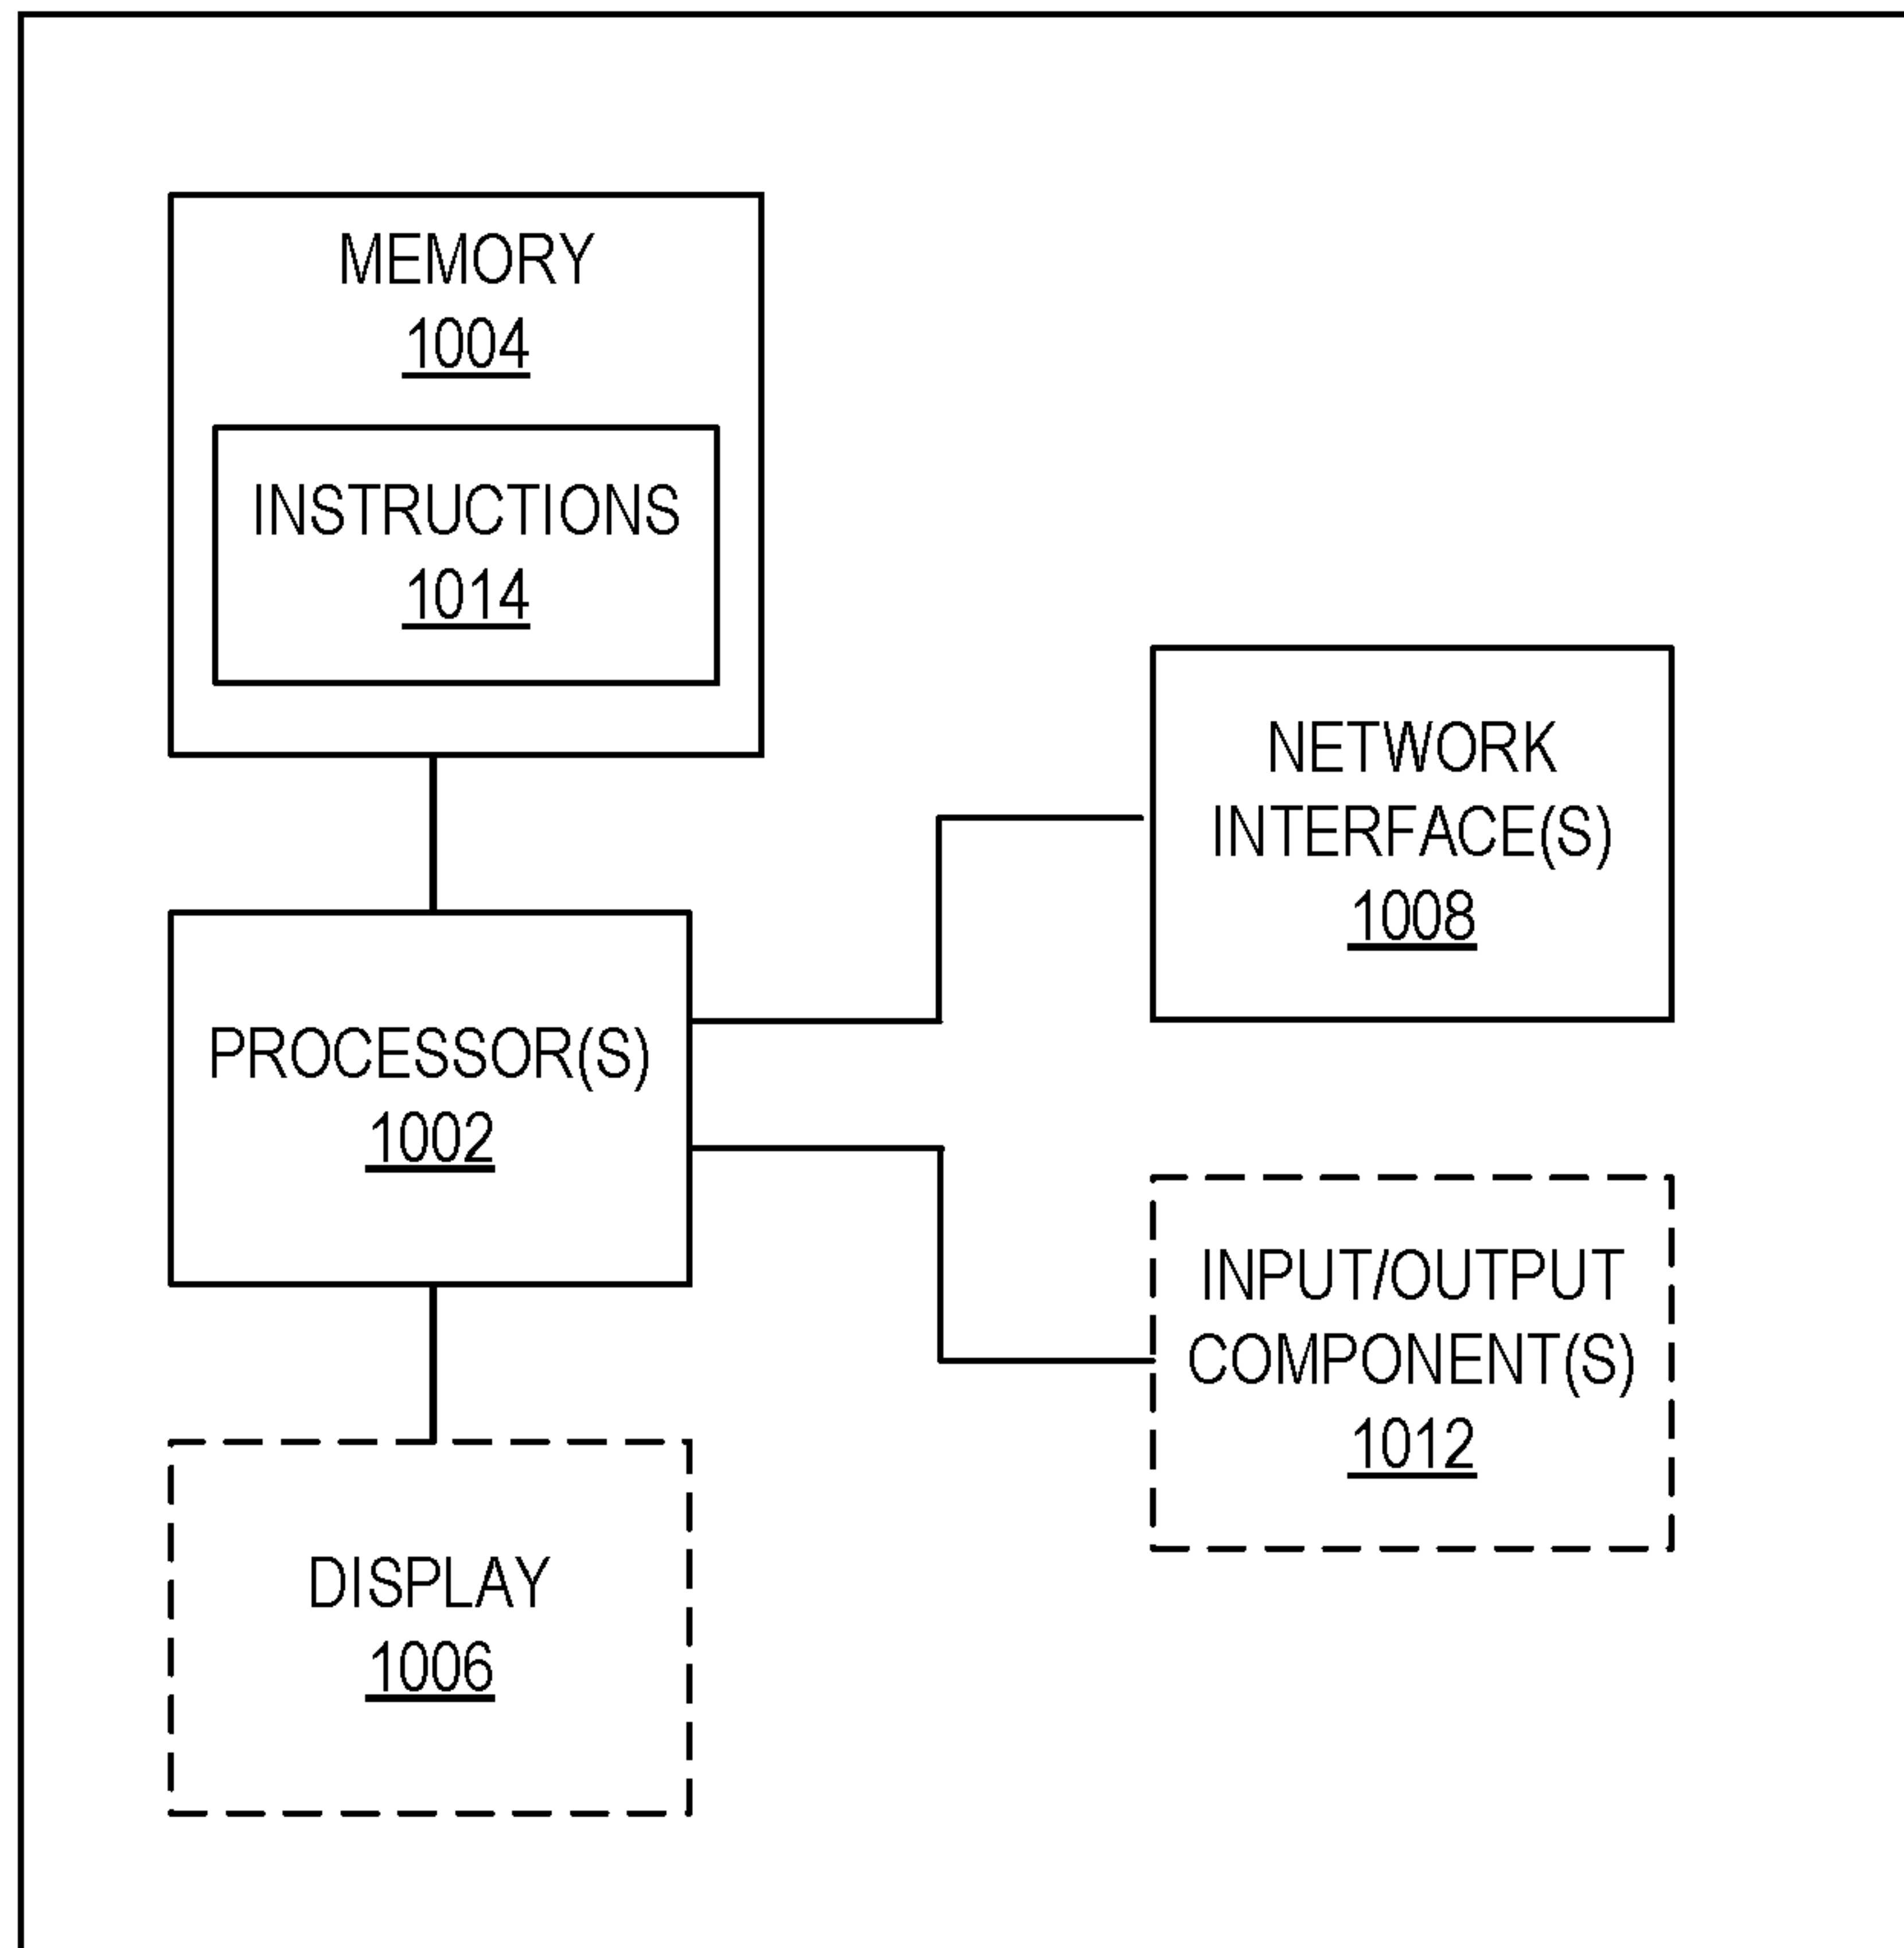 MEMORY
1004
INSTRUCTIONS
1014
NETWORK
INTERFACE(S)
1008
PROCESSOR(S)
1002
INPUT/OUTPUT
COMPONENT(S)
1012
DISPLAY
1006